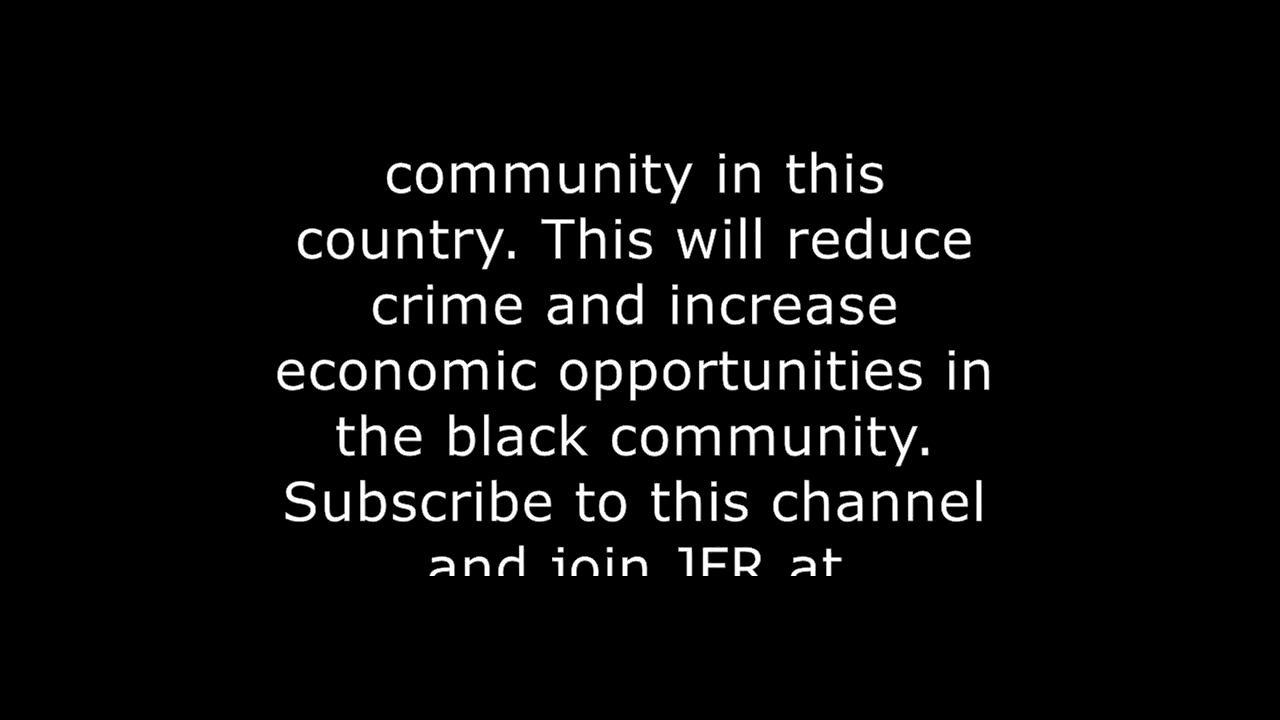 community in this
country. This will reduce
crime and increase
economic opportunities in
the black community.
Subscribe to this channel
and join at